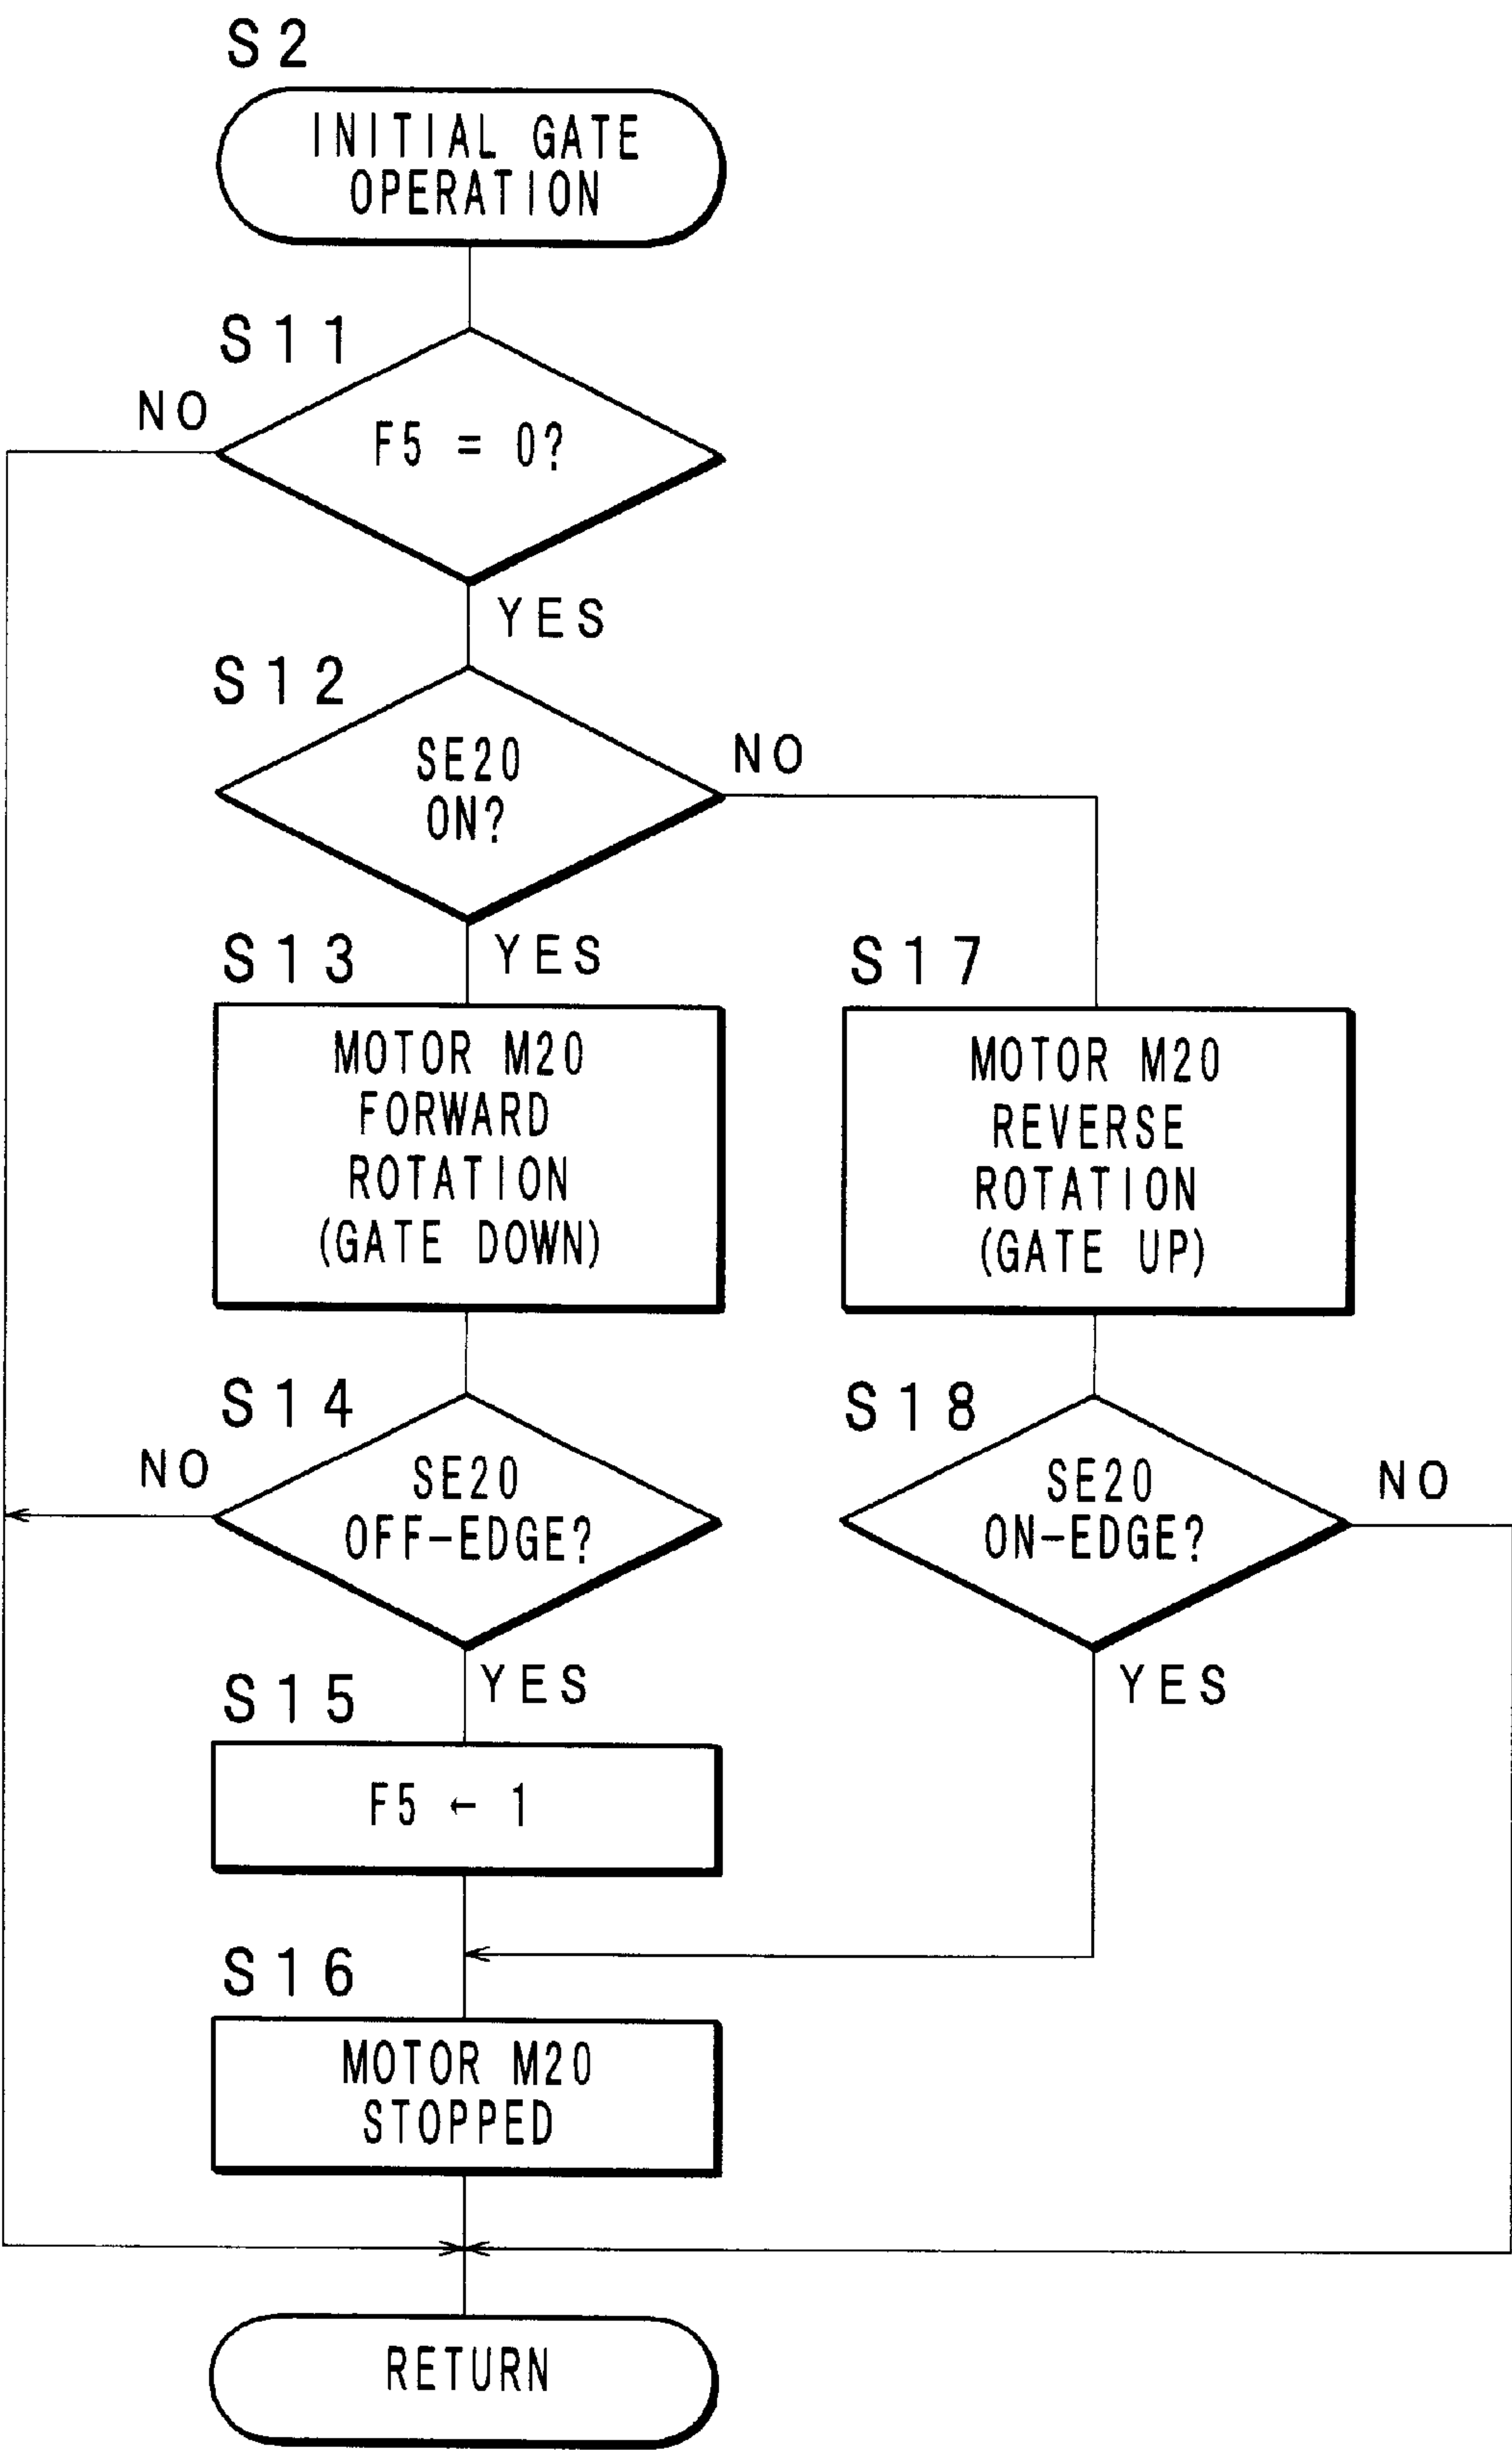 S2
INITIAL GATE
OPERATION
S11
NO
F5 = 0?
YES
S12
SE20
ON?
NO
YES
S13
MOTOR M20
FORWARD
ROTATION
(GATE DOWN)
S17
MOTOR M20
REVERSE
ROTATION
(GATE UP)
S14
NO
SE20
OFF-EDGE?
YES
S18
SE20
ON-EDGE?
NO
YES
S15
F5 ← 1
S16
MOTOR M20
STOPPED
RETURN